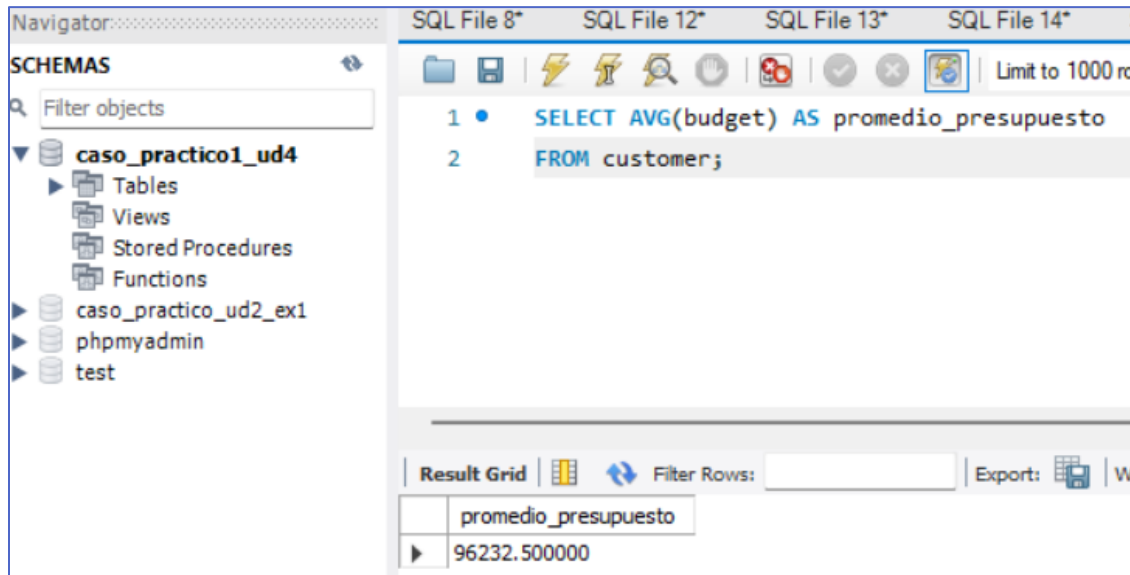 Navigator
SCHEMAS
Filter objects
caso_practico1_ud4
Tables
Views
Stored Procedures
Functions
caso_practico_ud2_ex1
phpmyadmin
test
SQL File 8* SQL File 12* SQL File 13* SQL File 14*
Limit to 1000 ro
1 SELECT AVG(budget) AS promedio_presupuesto
2 FROM customer;
Result Grid Filter Rows: Export: W
promedio_presupuesto
96232.500000